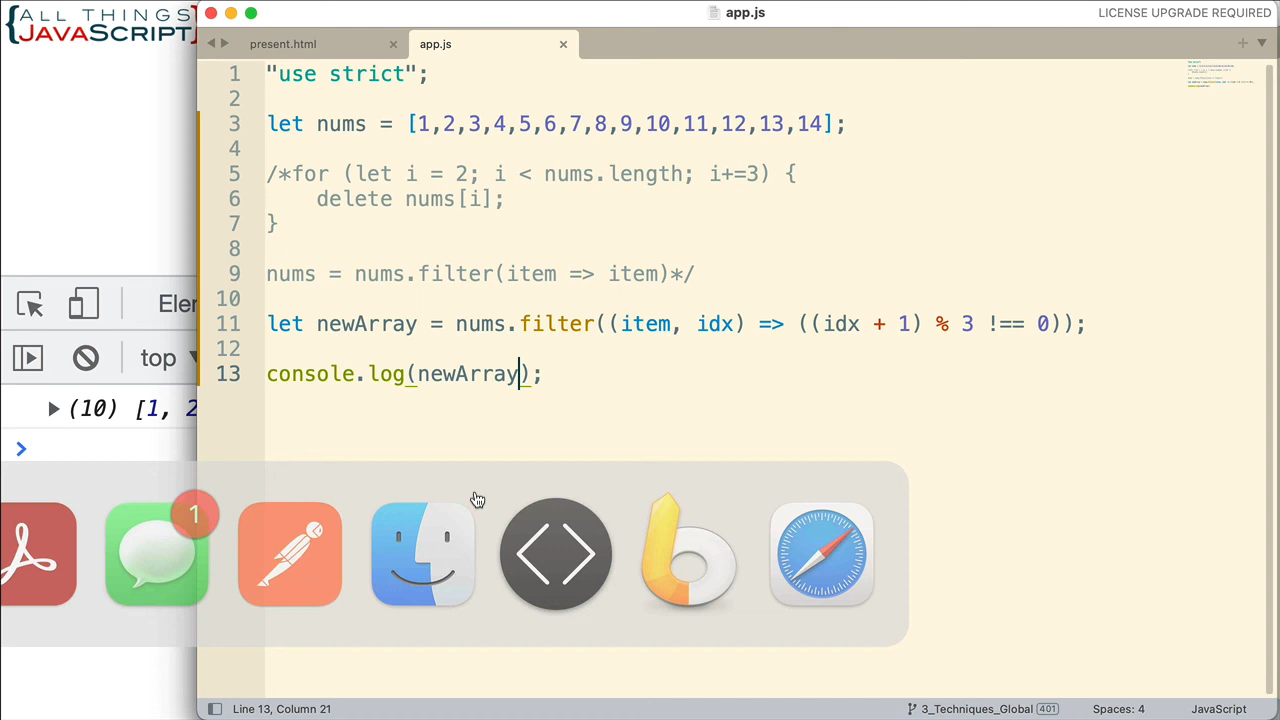 {ALL THINGS
JAVASCRIPT}
app.js
LICENSE UPGRADE REQUIRED
present.html
app.js
1 "use strict";
2
3 let nums = [1,2,3,4,5,6,7,8,9,10,11,12,13,14];
4
5 /*for (let i = 2; i < nums.length; i+=3) {
6 delete nums[i];
7 }
8
9 nums = nums.filter(item => item)*/
10
11 let newArray = nums.filter((item, idx) => ((idx + 1) % 3 !== 0));
12
13 console.log(newArray);
Eler
top
(10) [1, 2
1
Line 13, Column 21
3_Techniques_Global 401
Spaces: 4
JavaScript